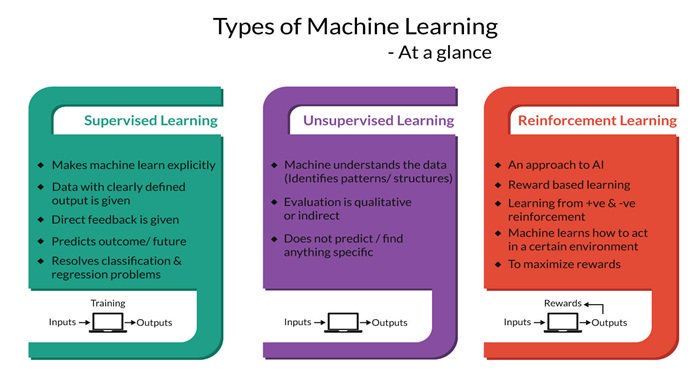 Types of Machine Learning
- At a glance
Supervised Learning
Makes machine learn explicitly
Data with clearly defined
output is given
Direct feedback is given
Predicts outcome/ future
Resolves classification &
regression problems
Training
Inputs
Outputs
Unsupervised Learning
Machine understands the data
(Identifies patterns/ structures)
Evaluation is qualitative
or indirect
Does not predict / find
anything specific
Inputs
Outputs
Reinforcement Learning
An approach to AI
Reward based learning
Learning from +ve & -ve
reinforcement
Machine learns how to act
in a certain environment
To maximize rewards
Rewards
Inputs
Outputs